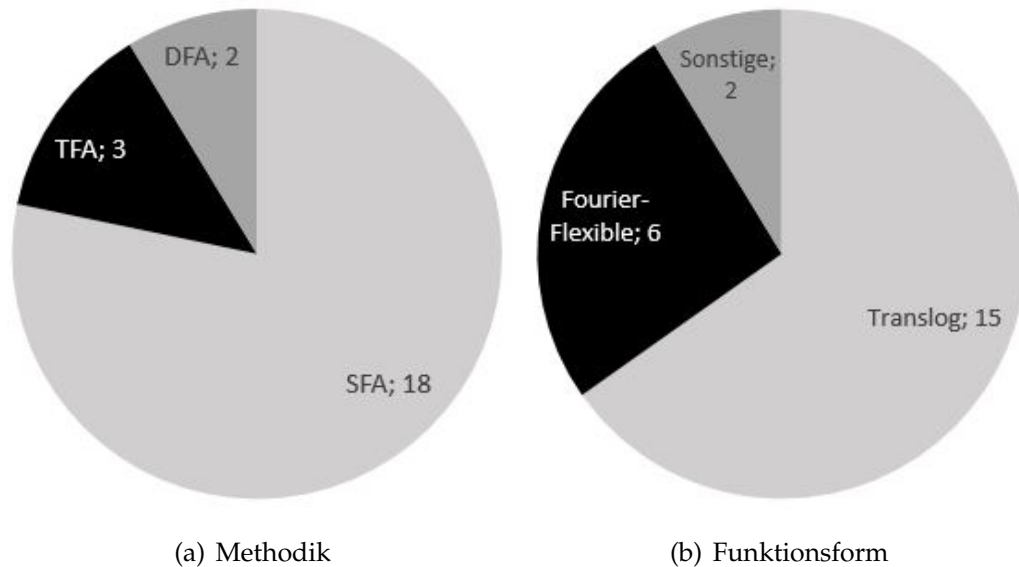 DFA; 2
TFA; 3
SFA; 18
(a) Methodik
Sonstige;
2
Fourier-
Flexible; 6
Translog; 15
(b) Funktionsform